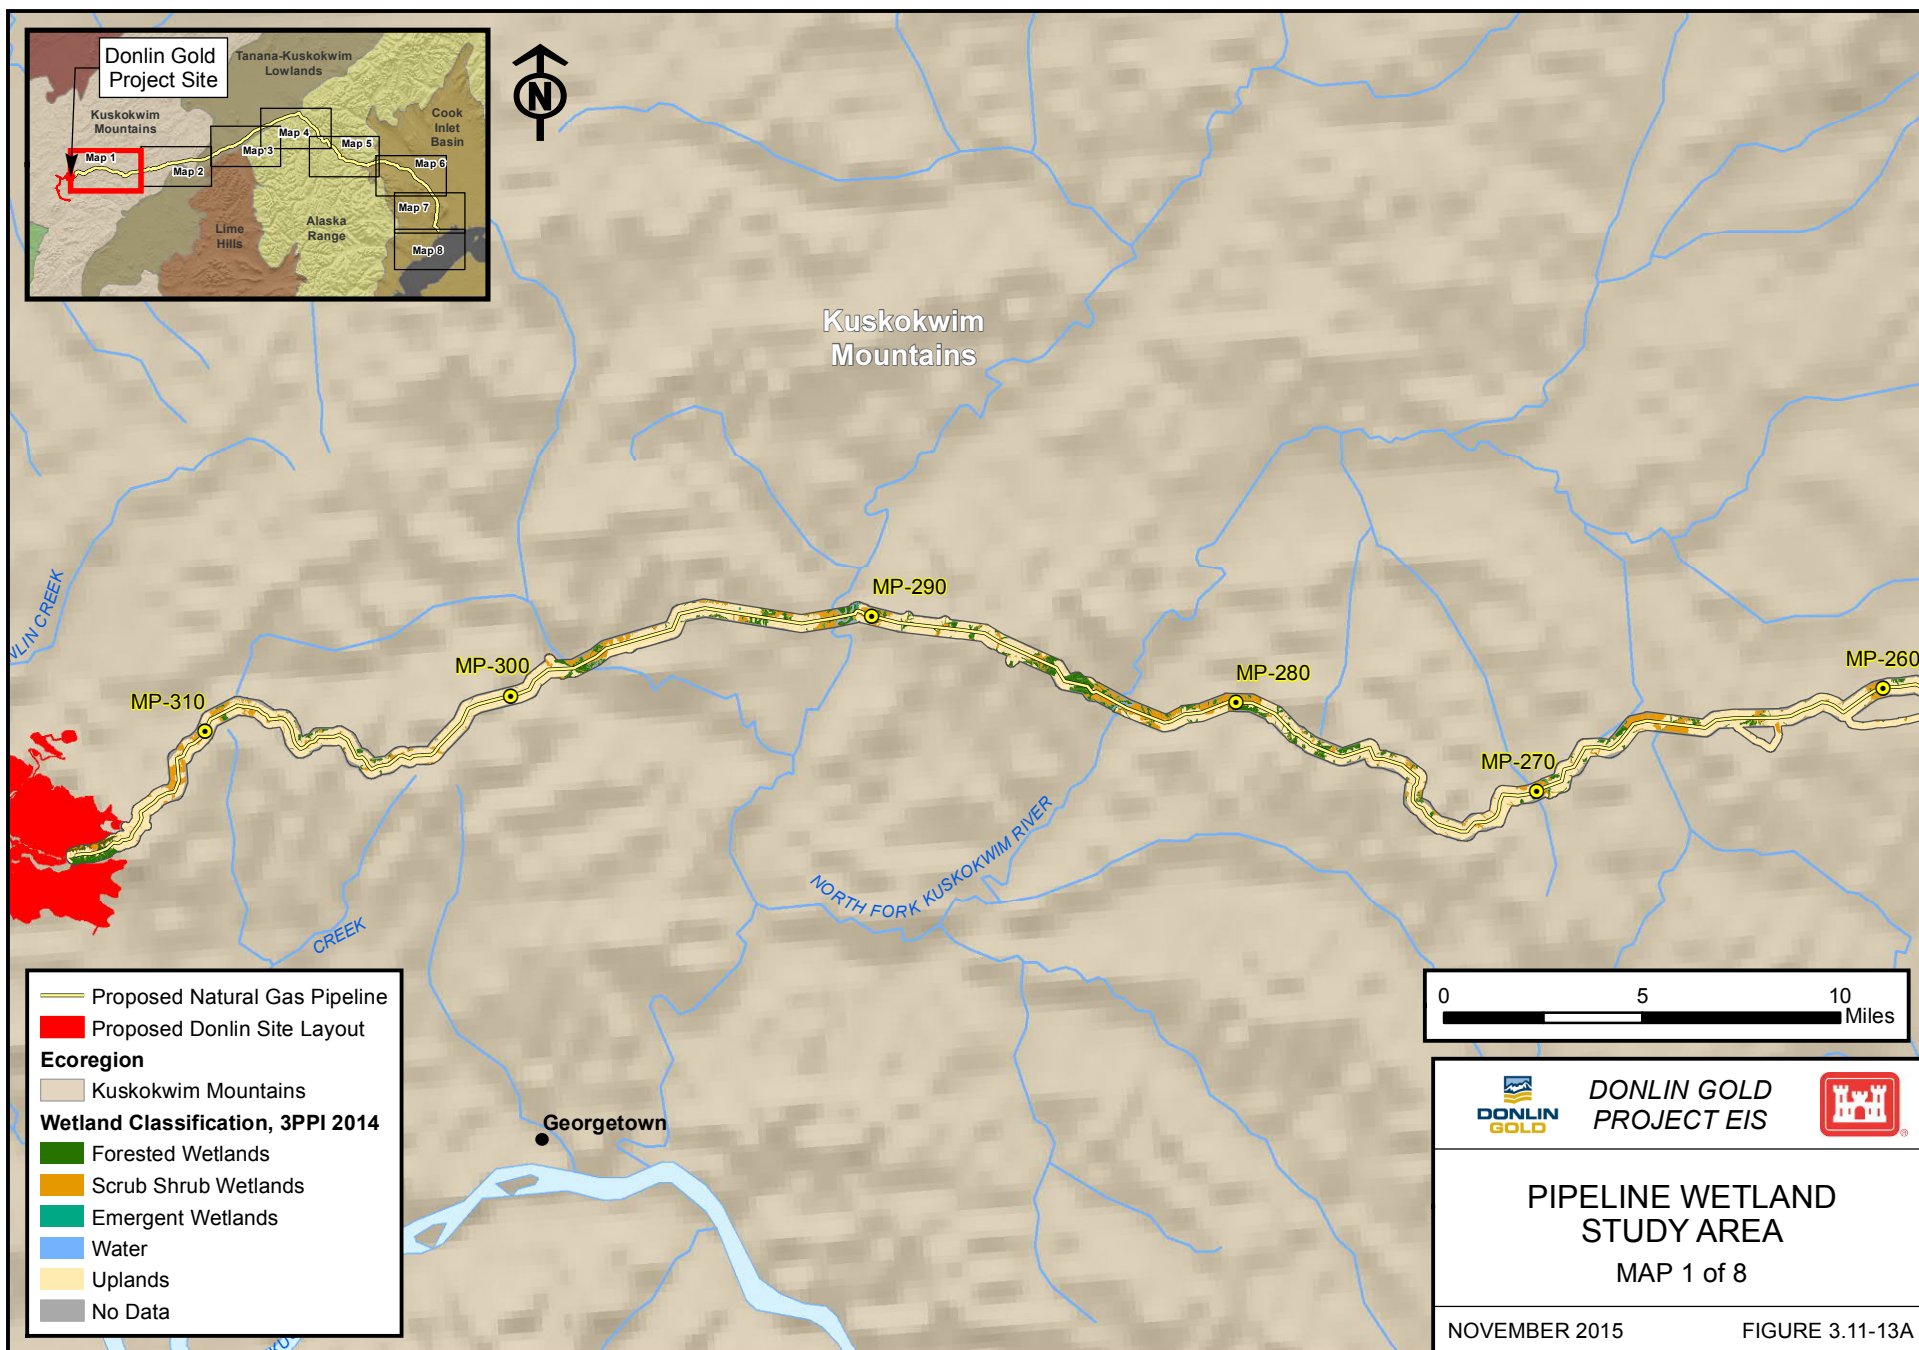 Donlin Gold
Project Site
Tanana-Kuskokwim
Lowlands
Kuskokwim
Mountains
Cook
Inlet
Basin
Lime
Hills
Alaska
Range
Map 1
Map 2
Map 3
Map 4
Map 5
Map 6
Map 7
Map 8
N
Kuskokwim
Mountains
MP-310
MP-300
MP-290
MP-280
MP-270
MP-260
CREEK
NORTH FORK KUSKOKWIM RIVER
CREEK
Georgetown
Proposed Natural Gas Pipeline
Proposed Donlin Site Layout
Ecoregion
Kuskokwim Mountains
Wetland Classification, 3PPI 2014
Forested Wetlands
Scrub Shrub Wetlands
Emergent Wetlands
Water
Uplands
No Data
0 5 10
Miles
DONLIN
GOLD
DONLIN GOLD
PROJECT EIS
®
PIPELINE WETLAND
STUDY AREA
MAP 1 of 8
NOVEMBER 2015
FIGURE 3.11-13A